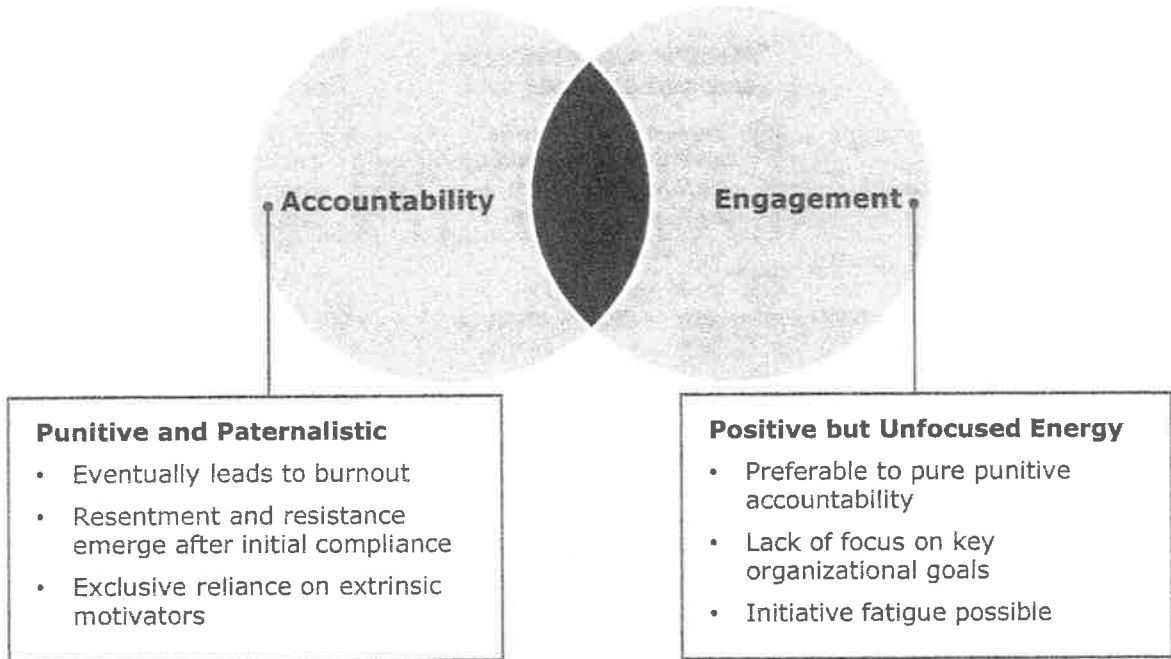 Accountability
Engagement
Punitive and Paternalistic
• Eventually leads to burnout
• Resentment and resistance
emerge after initial compliance
• Exclusive reliance on extrinsic
motivators
Positive but Unfocused Energy
• Preferable to pure punitive
accountability
• Lack of focus on key
organizational goals
• Initiative fatigue possible